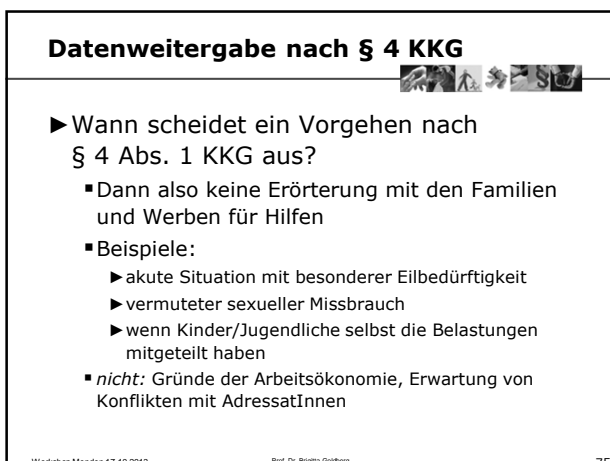 Datenweitergabe nach § 4 KKG
►Wann scheidet ein Vorgehen nach
§ 4 Abs. 1 KKG aus?
▪Dann also keine Erörterung mit den Familien
und Werben für Hilfen
▪Beispiele:
►akute Situation mit besonderer Eilbedürftigkeit
►vermuteter sexueller Missbrauch
►wenn Kinder/Jugendliche selbst die Belastungen
mitgeteilt haben
▪nicht: Gründe der Arbeitsökonomie, Erwartung von
Konflikten mit AdressatInnen
Prof. Dr. Brigitta Goldberg
75